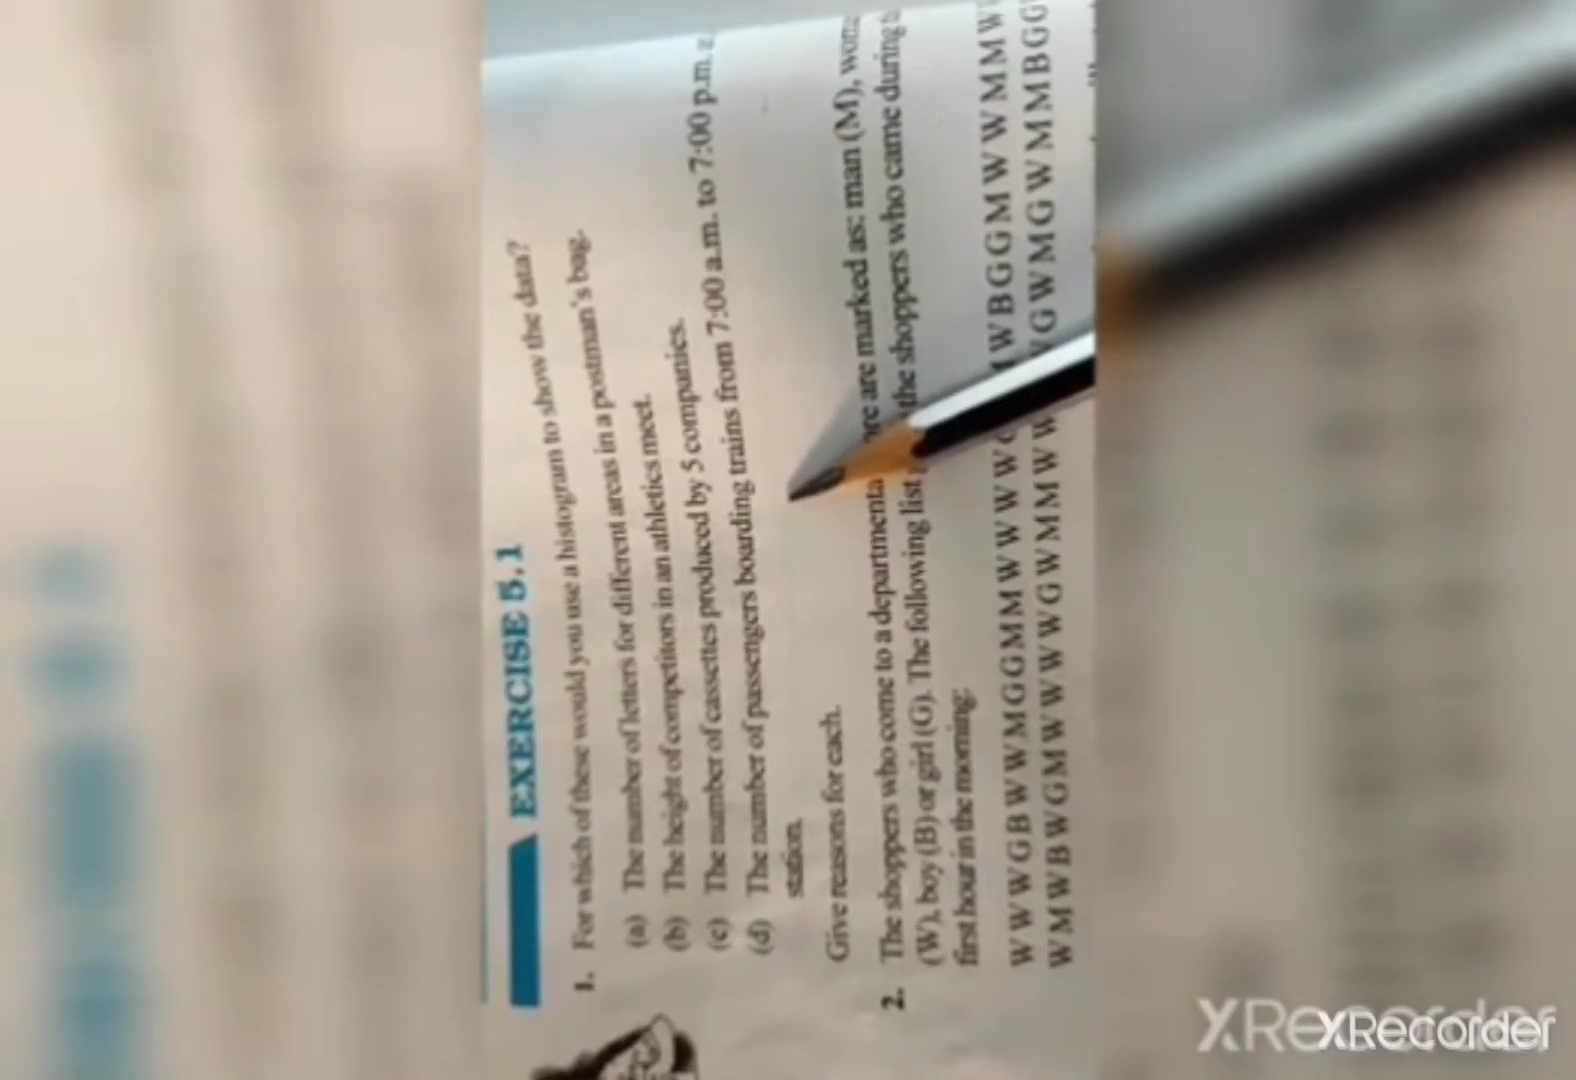 EXERCISE 5.1
1. For which of these would you use a histogram to show the data?
(a) The number of letters for different areas in a postman's bag.
(b) The height of competitors in an athletics meet.
(c) The number of cassettes produced by 5 companies.
(d) The number of passengers boarding trains from 7:00 a.m. to 7:00 p.m.
station.
Give reasons for each.
2. The shoppers who come to a departmenta are marked as: man (M),
(W), boy (B) or girl (G). The following list the shoppers who came during
first hour in the morning:
W W W G B W W M G G M M W W W W W B G G M W W M M W
W M W B W G M W W W W G W M M W W G W M G W M M B G G
XRecorder
XRecorder